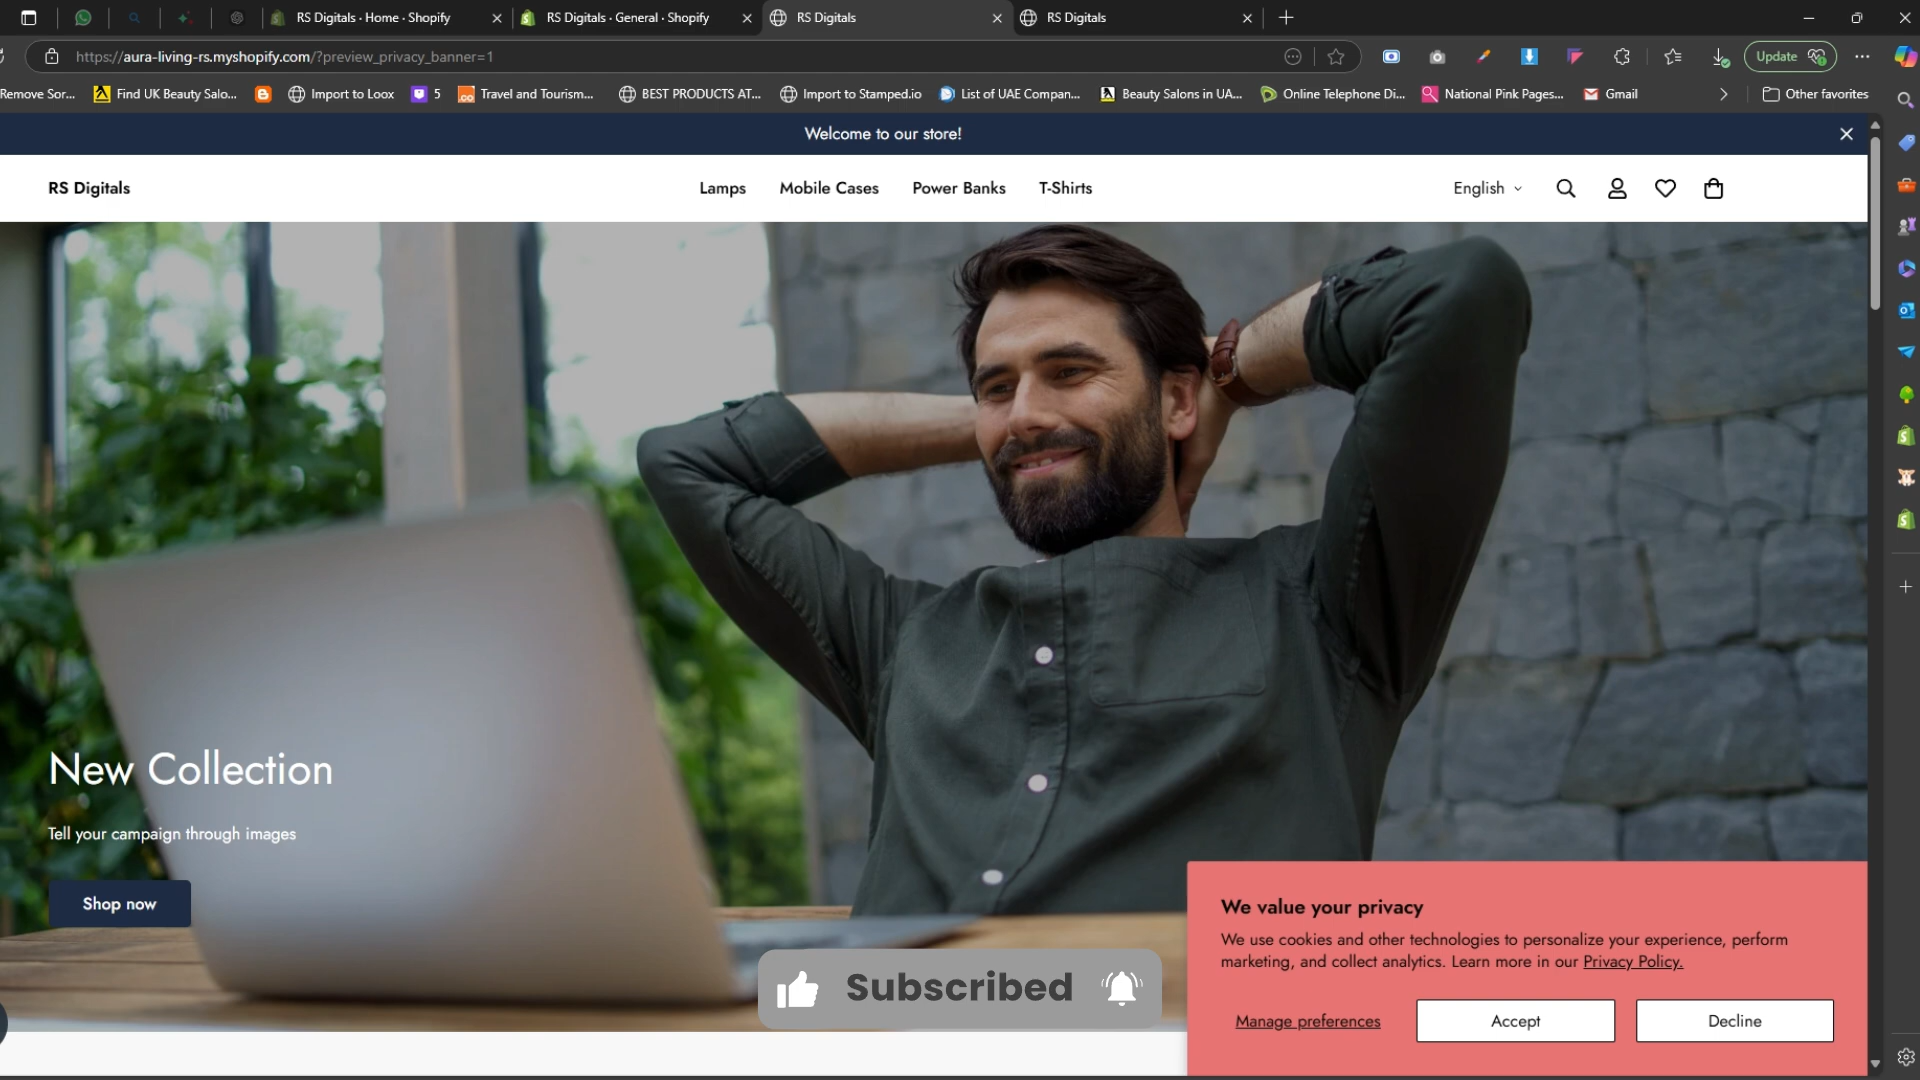 RS Digitals · Home · Shopify
RS Digitals · General · Shopify
RS Digitals
RS Digitals
https://aura-living-rs.myshopify.com/?preview_privacy_banner=1
Update
Remove Sor...
Find UK Beauty Salo...
Import to Loox
5
Travel and Tourism...
BEST PRODUCTS AT...
Import to Stamped.io
List of UAE Compan...
Beauty Salons in UA...
Online Telephone Di...
National Pink Pages...
Gmail
Other favorites
Welcome to our store!
RS Digitals
Lamps
Mobile Cases
Power Banks
T-Shirts
English
New Collection
Tell your campaign through images
Shop now
Subscribed
We value your privacy
We use cookies and other technologies to personalize your experience, perform
marketing, and collect analytics. Learn more in our Privacy Policy.
Manage preferences
Accept
Decline